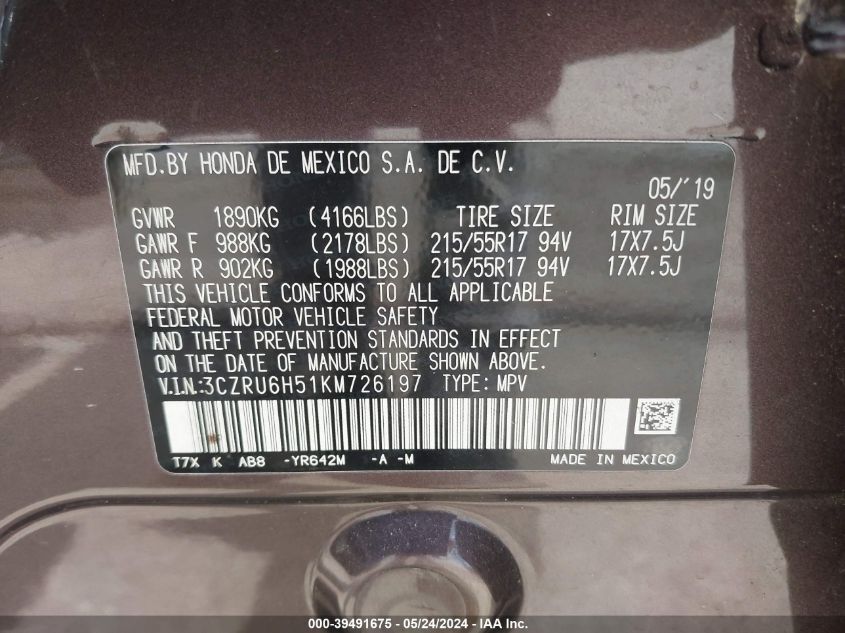 MFD.BY HONDA DE MEXICO S.A. DE C.V.
05/'19
GVWR 1890KG (4166LBS) TIRE SIZE RIM SIZE
GAWR F 988KG (2178LBS) 215/55R17 94V 17X7.5J
GAWR R 902KG (1988LBS) 215/55R17 94V 17X7.5J
THIS VEHICLE CONFORMS TO ALL APPLICABLE
FEDERAL MOTOR VEHICLE SAFETY
AND THEFT PREVENTION STANDARDS IN EFFECT
ON THE DATE OF MANUFACTURE SHOWN ABOVE.
V.I.N.:3CZRU6H51KM726197 TYPE: MPV
T7X K AB8 -YR642M -A -M MADE IN MEXICO
000-39491675 - 05/24/2024 - IAA, Inc.